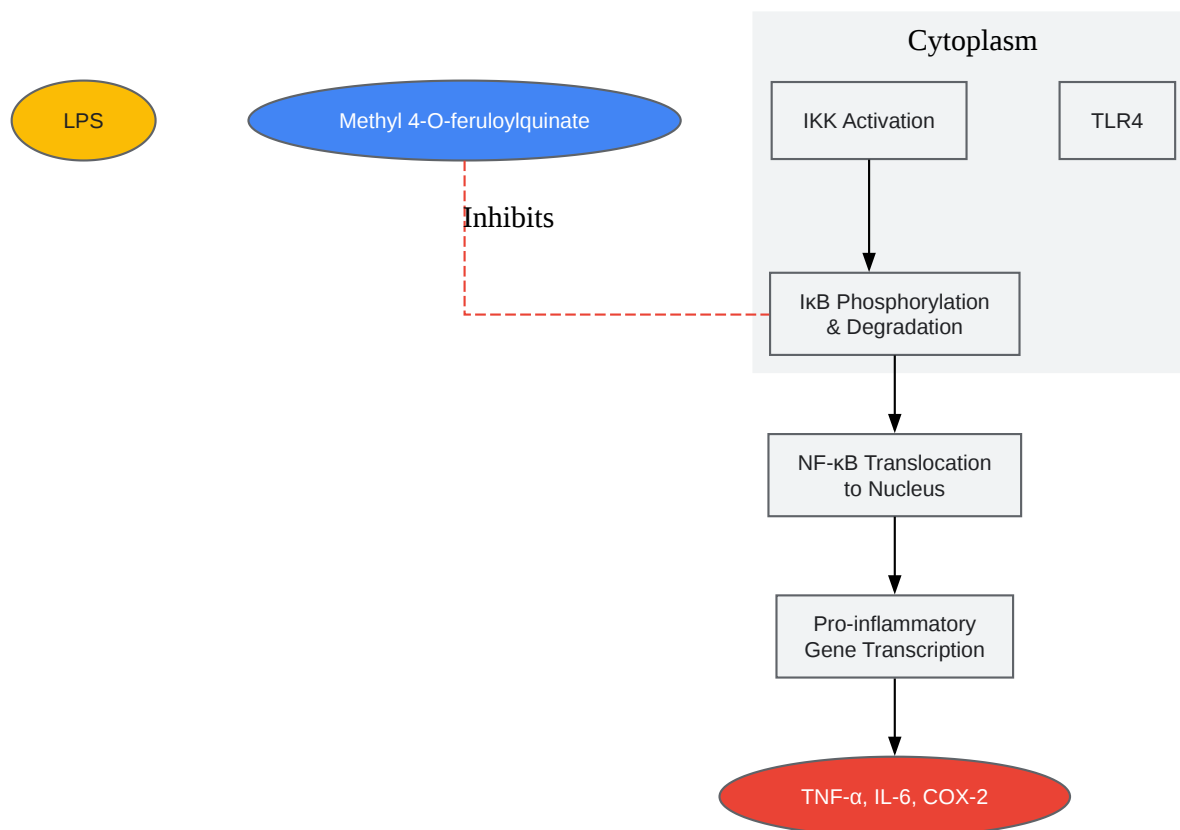 Cytoplasm
LPS
Methyl 4-O-feruloylquinate
IKK Activation
TLR4
Inhibits
IκB Phosphorylation
& Degradation
NF-κB Translocation
to Nucleus
Pro-inflammatory
Gene Transcription
TNF-α, IL-6, COX-2